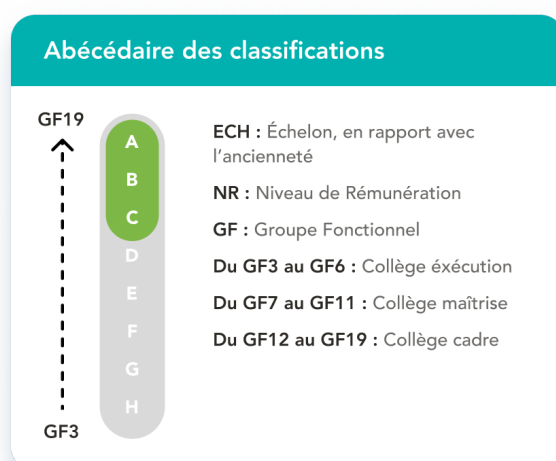 Abécédaire des classifications
GF19
A
B
C
D
E
F
G
H
GF3
ECH : Échelon, en rapport avec
l'ancienneté
NR : Niveau de Rémunération
GF : Groupe Fonctionnel
Du GF3 au GF6 : Collège éxécution
Du GF7 au GF11 : Collège maîtrise
Du GF12 au GF19 : Collège cadre